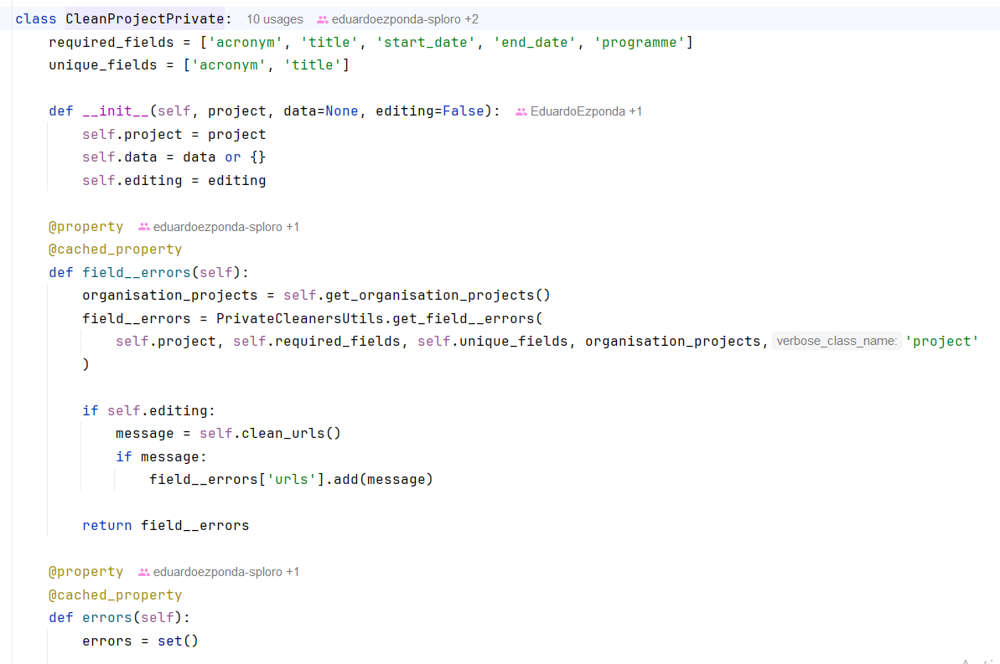 class CleanProjectPrivate: 10 usages eduardoezponda-sploro +2
required_fields = ['acronym', 'title', 'start_date', 'end_date', 'programme']
unique_fields = ['acronym', 'title']
def __init__(self, project, data=None, editing=False): EduardoEzponda +1
self.project = project
self.data = data or {}
self.editing = editing
@property eduardoezponda-sploro +1
@cached_property
def field__errors(self):
organisation_projects = self.get_organisation_projects()
field__errors = PrivateCleanersUtils.get_field__errors(
self.project, self.required_fields, self.unique_fields, organisation_projects, verbose_class_name: 'project'
)
if self.editing:
message = self.clean_urls()
if message:
field__errors['urls'].add(message)
return field__errors
@property eduardoezponda-sploro +1
@cached_property
def errors(self):
errors = set()